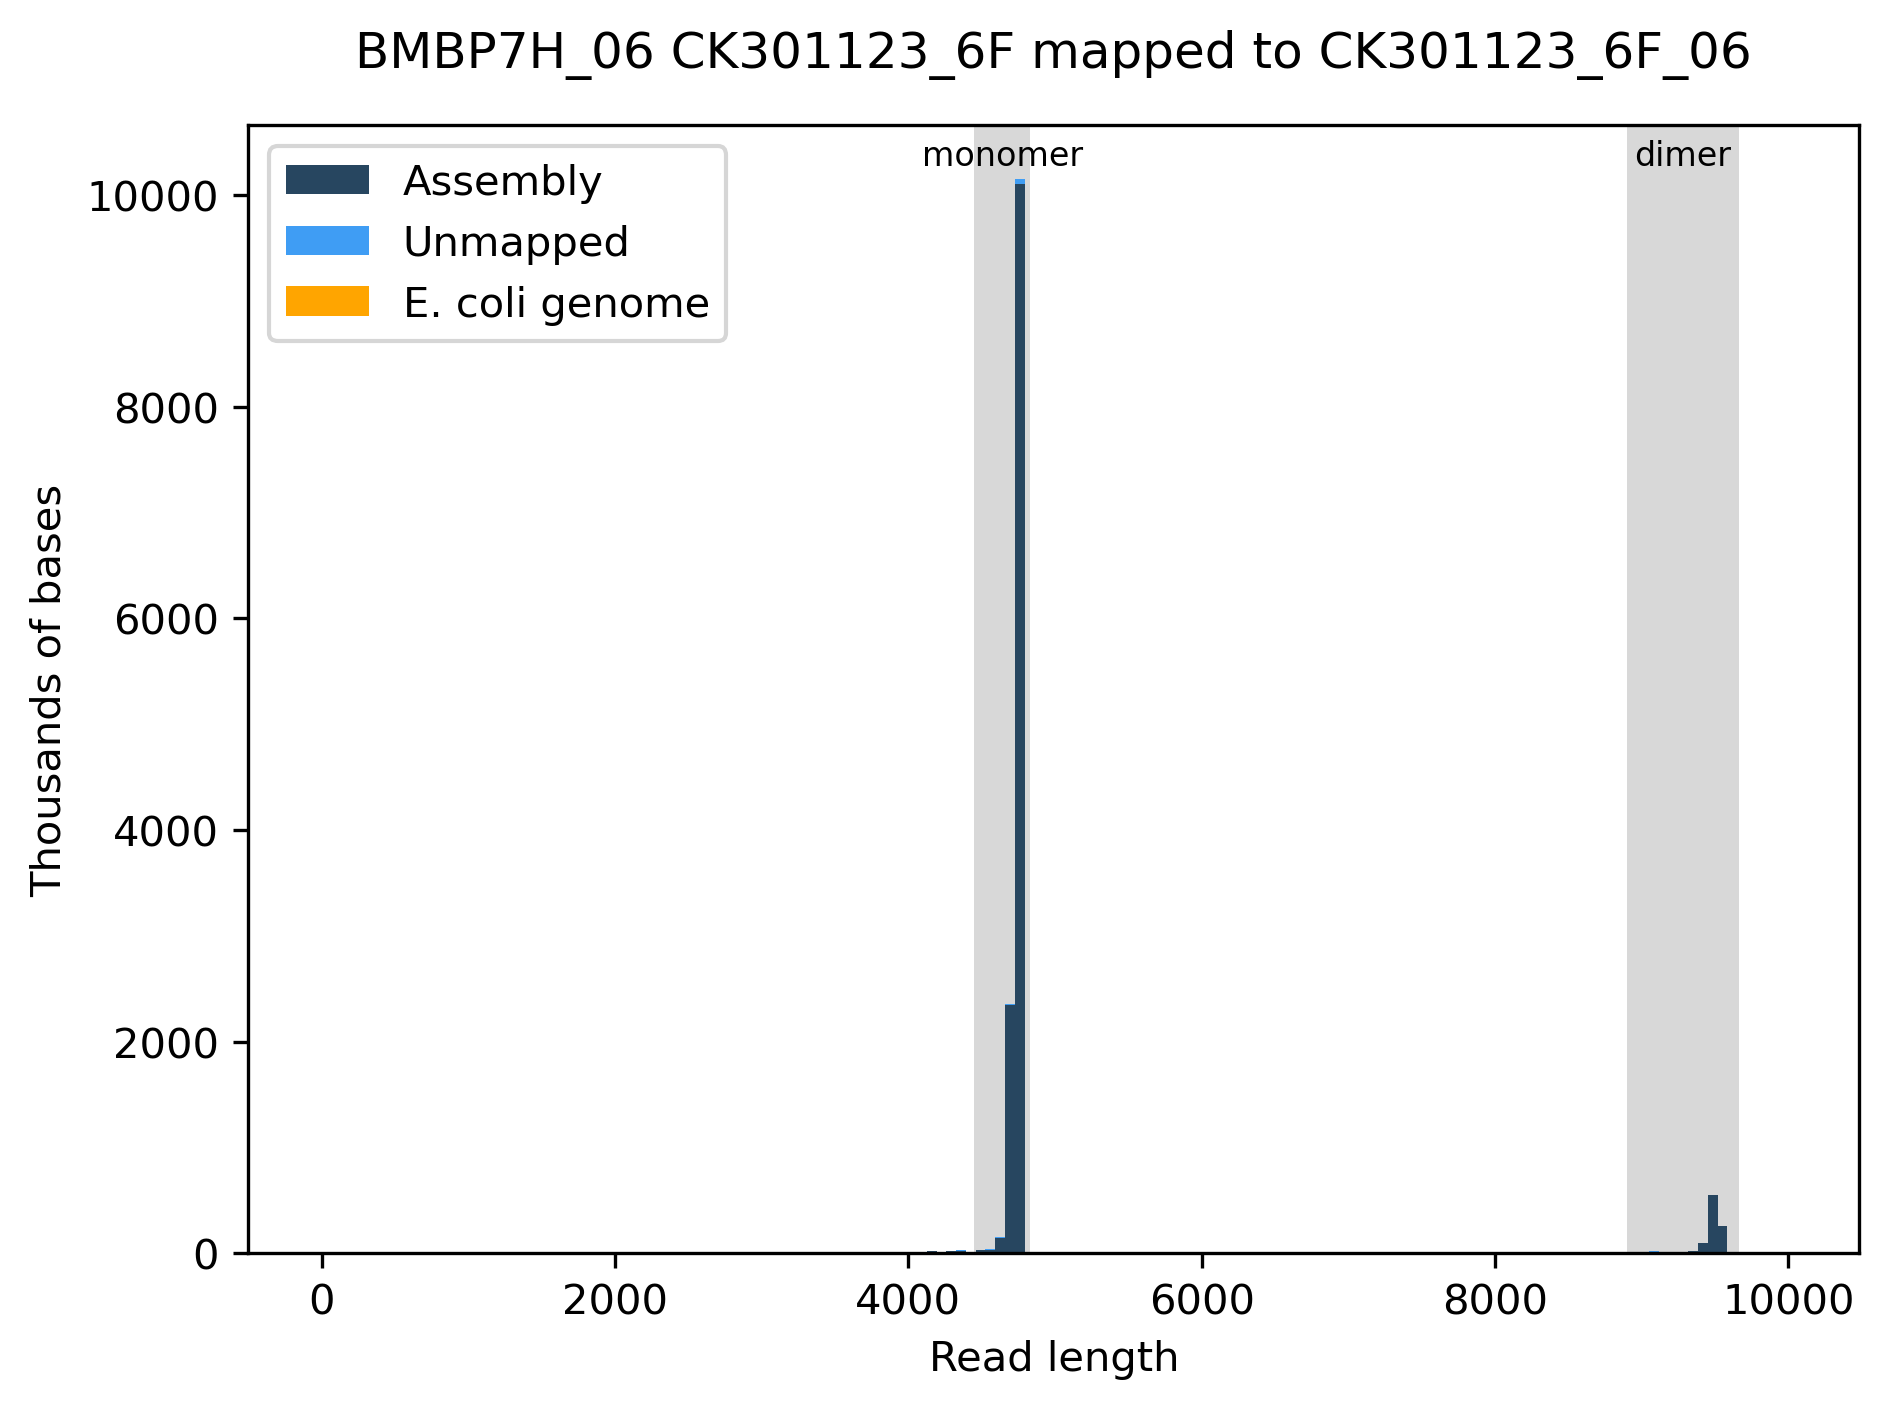 BMBP7H_06 CK301123_6F mapped to CK301123_6F_06
Assembly
Unmapped
E. coli genome
monomer
dimer
10000
8000
6000
4000
2000
0
Thousands of bases
0
2000
4000
6000
8000
10000
Read length